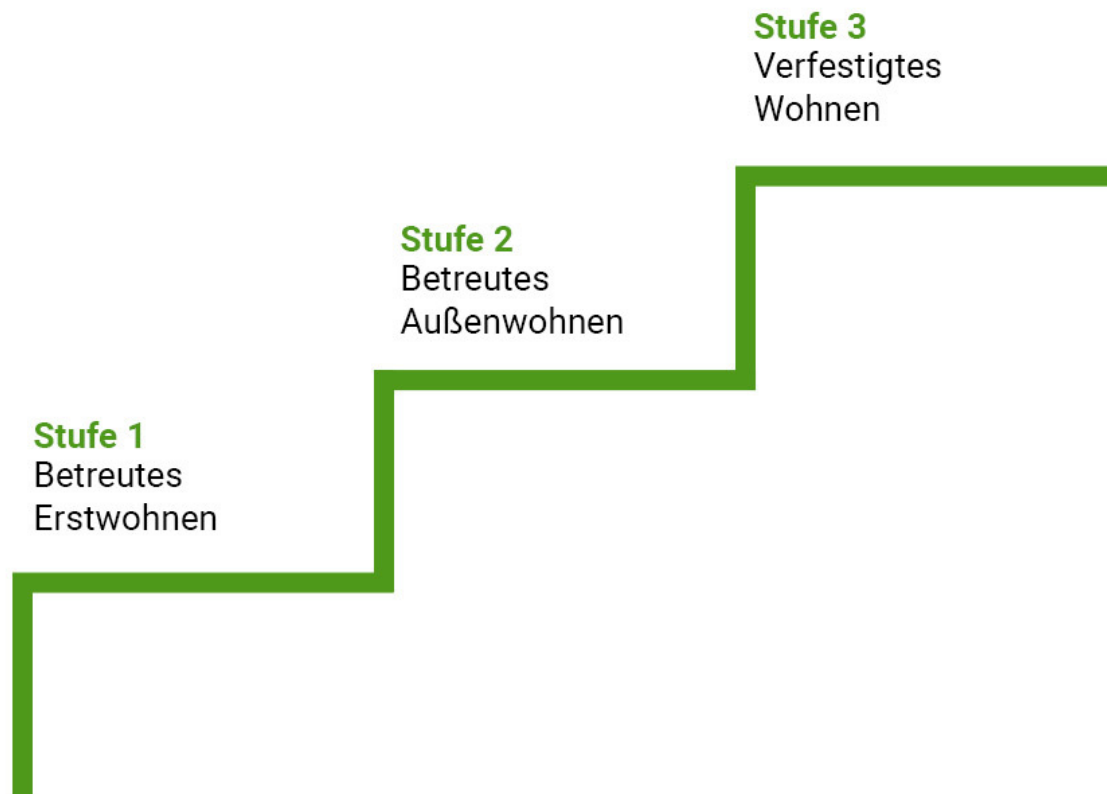 Stufe 3
Verfestigtes
Wohnen
Stufe 2
Betreutes
Außenwohnen
Stufe 1
Betreutes
Erstwohnen